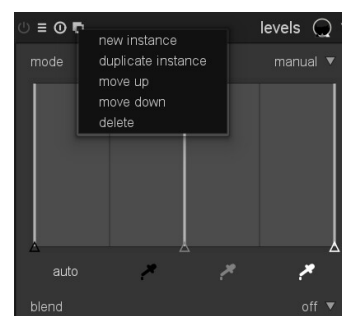 levels
new instance
mode
duplicate instance
manual
move up
move down
delete
auto
blend
off